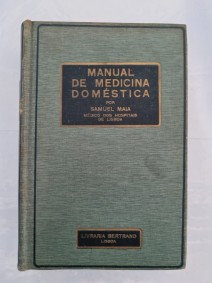 MANUAL
DE MEDICINA
DOMÉSTICA
POR
SAMUEL MAIA
MÉDICO DOS HOSPITAIS
DE LISBOA
LIVRARIA BERTRAND
LISBOA